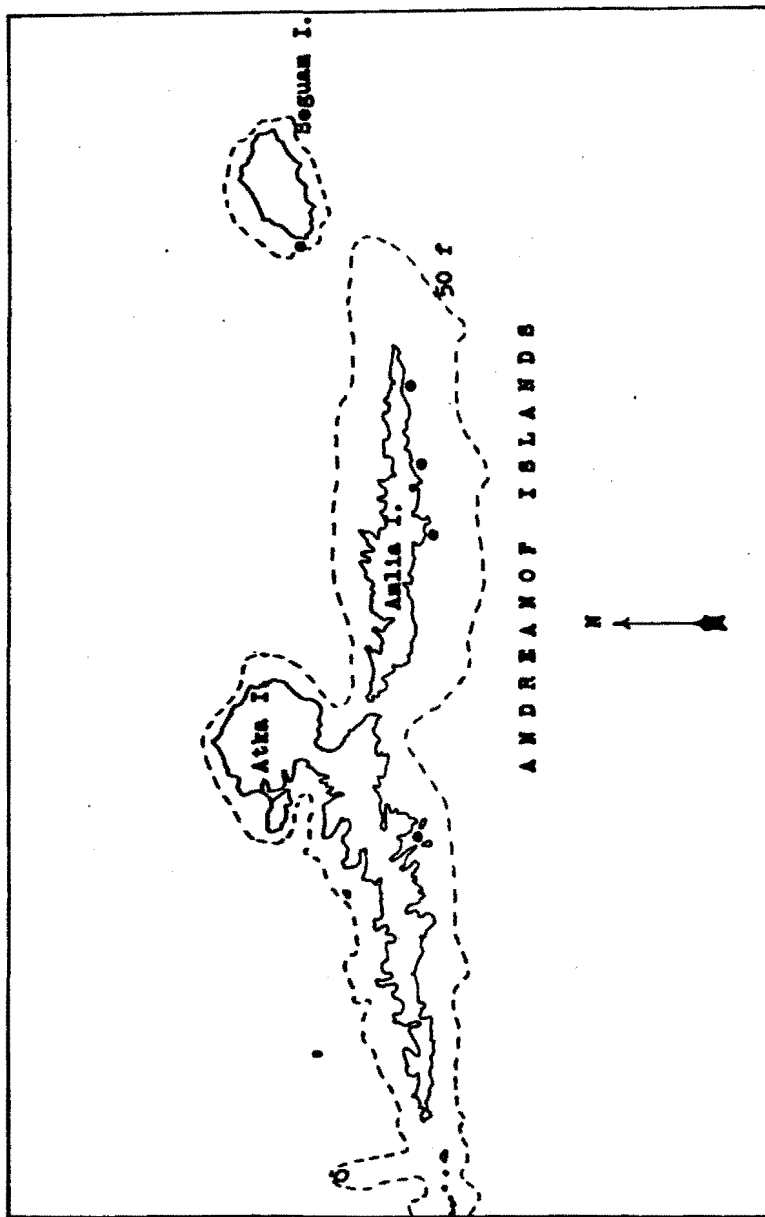 Seguam I.
50 f
Amlia I.
Atka I.
ANDREANOF ISLANDS
N